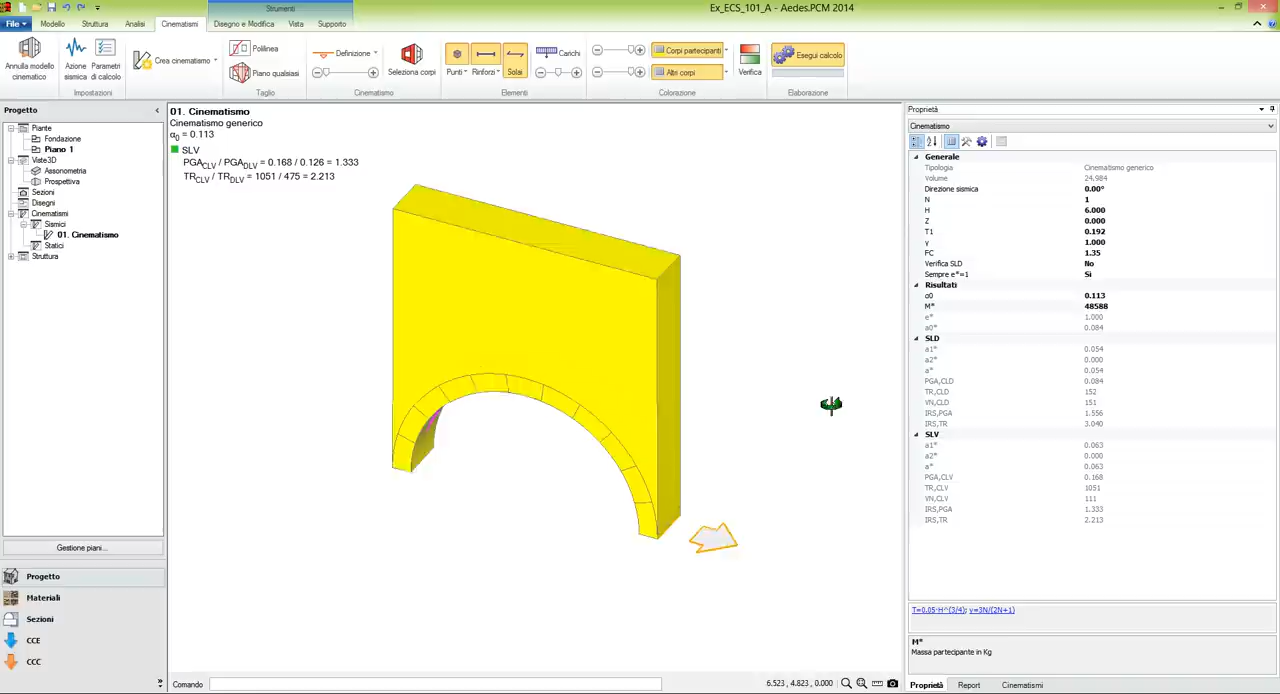 Strumenti
Ex_ECS_101_A - Aedes.PCM 2014
File
Modello
Struttura
Analisi
Cinematismi
Disegno e Modifica
Vista
Supporto
Annulla modello cinematico
Azione sismica
Parametri di calcolo
Impostazioni
Crea cinematismo
Polilinea
Piano qualsiasi
Taglio
Definizione
Seleziona corpi
Cinematismo
Punti
Rinforzi
Solai
Carichi
Elementi
Corpi partecipanti
Altri corpi
Colorazione
Verifica
Esegui calcolo
Elaborazione
Progetto
Piante
Fondazione
Piano 1
Viste3D
Assonometria
Prospettiva
Sezioni
Disegni
Cinematismi
Sismici
01. Cinematismo
Statici
Struttura
Gestione piani...
Progetto
Materiali
Sezioni
CCE
CCC
01. Cinematismo
Cinematismo generico
α0 = 0.113
SLV
PGACLV / PGADLV = 0.168 / 0.126 = 1.333
TRCLV / TRDLV = 1051 / 475 = 2.213
Comando
6.523 , 4.823 , 0.000
Proprietà
Cinematismo
Generale
Tipologia Cinematismo generico
Volume 24,984
Direzione sismica 0.00°
N 1
H 6.000
Z 0.000
T1 0.192
γ 1.000
FC 1.35
Verifica SLD No
Sempre e*=1 Si
Risultati
α0 0.113
M* 48588
e* 1.000
a0* 0.084
SLD
a1* 0.054
a2* 0.000
a* 0.054
PGA,CLD 0.084
TR,CLD 152
VN,CLD 151
IRS,PGA 1.556
IRS,TR 3.040
SLV
a1* 0.063
a2* 0.000
a* 0.063
PGA,CLV 0.168
TR,CLV 1051
VN,CLV 111
IRS,PGA 1.333
IRS,TR 2.213
T=0.05·H^(3/4); γ=3N/(2N+1)
M*
Massa partecipante in Kg
Proprietà
Report
Cinematismi